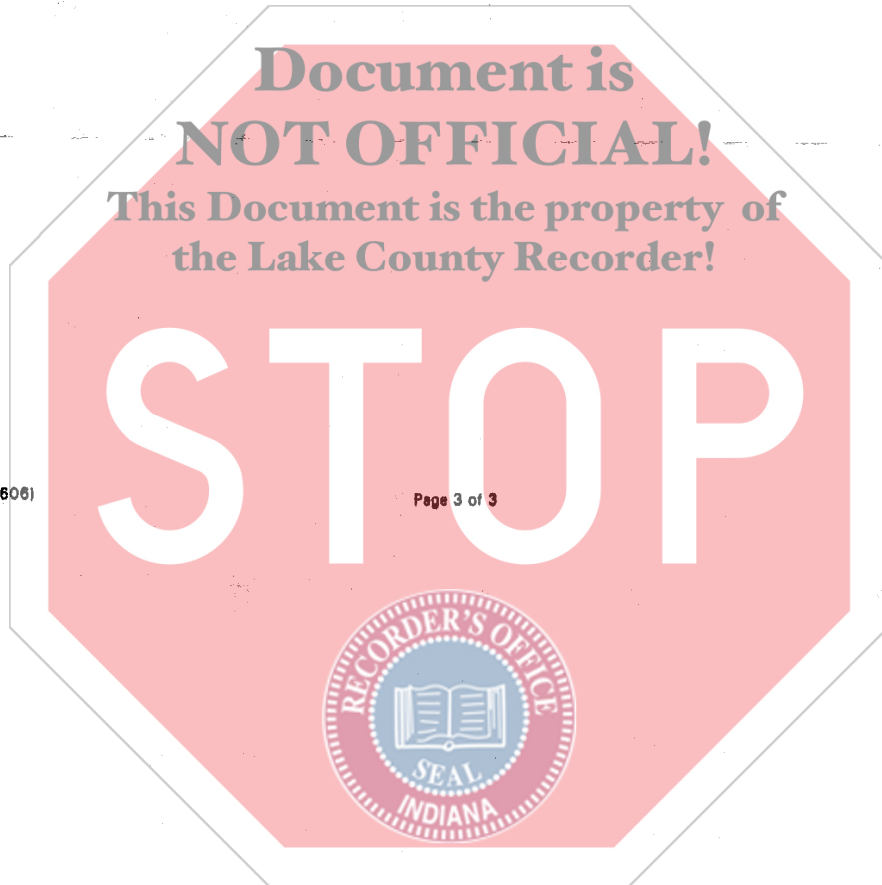 Document is
NOT OFFICIAL!
This Document is the property of
the Lake County Recorder!
STOP
606)
Page 3 of 3
RECORDER'S OFFICE
SEAL
INDIANA